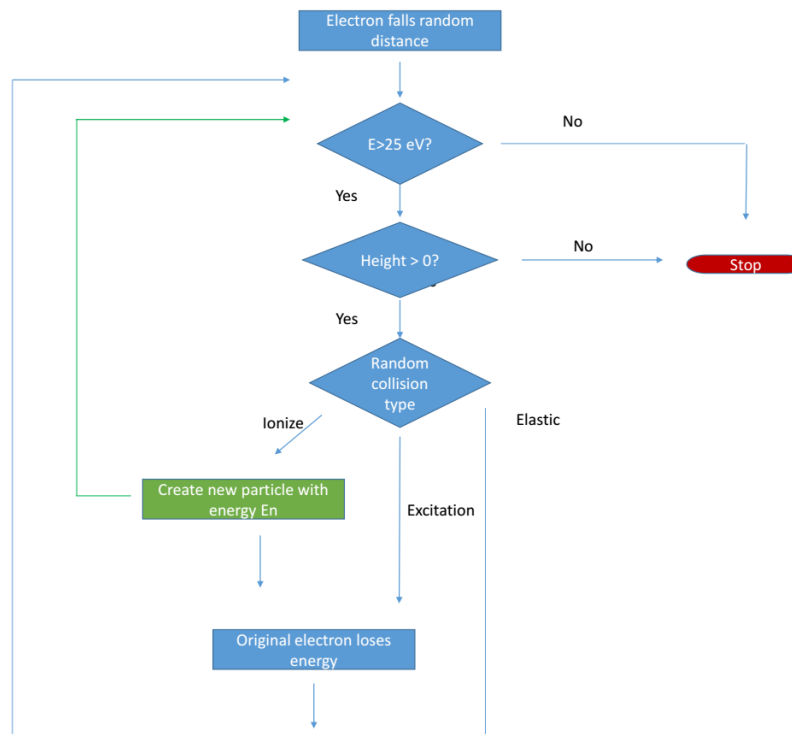 Electron falls random
distance
E>25 eV?
No
Yes
Height > 0?
No
Stop
Yes
Random
collision
type
Ionize
Elastic
Create new particle with
energy En
Excitation
Original electron loses
energy